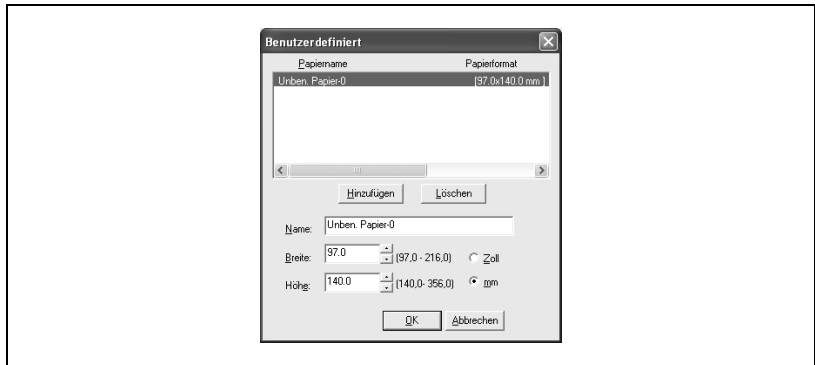 Benutzerdefiniert
Papiername Papierformat
Unben. Papier-0 [97.0x140.0 mm ]
Hinzufügen Löschen
Name: Unben. Papier-0
Breite: 97.0 (97,0 - 216,0) Zoll
Höhe: 140.0 (140,0- 356,0) mm
OK Abbrechen